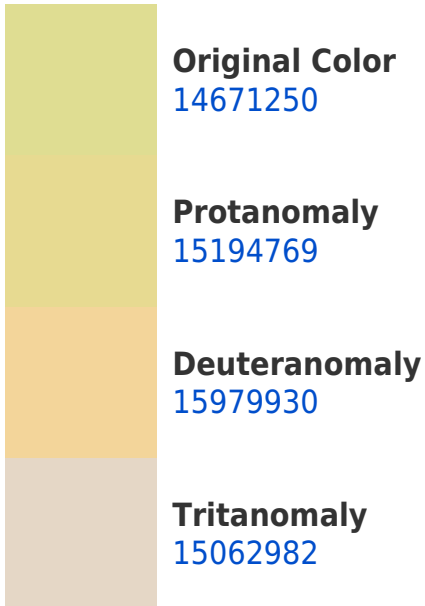 Original Color
14671250
Protanomaly
15194769
Deuteranomaly
15979930
Tritanomaly
15062982